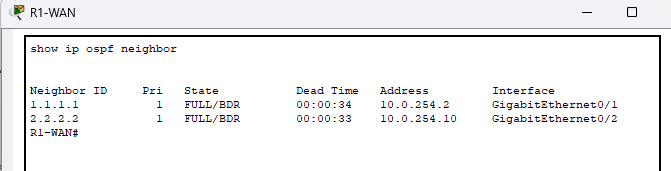 R1-WAN
show ip ospf neighbor
Neighbor ID     Pri   State           Dead Time   Address         Interface
1.1.1.1           1   FULL/BDR        00:00:34    10.0.254.2      GigabitEthernet0/1
2.2.2.2           1   FULL/BDR        00:00:33    10.0.254.10     GigabitEthernet0/2
R1-WAN#